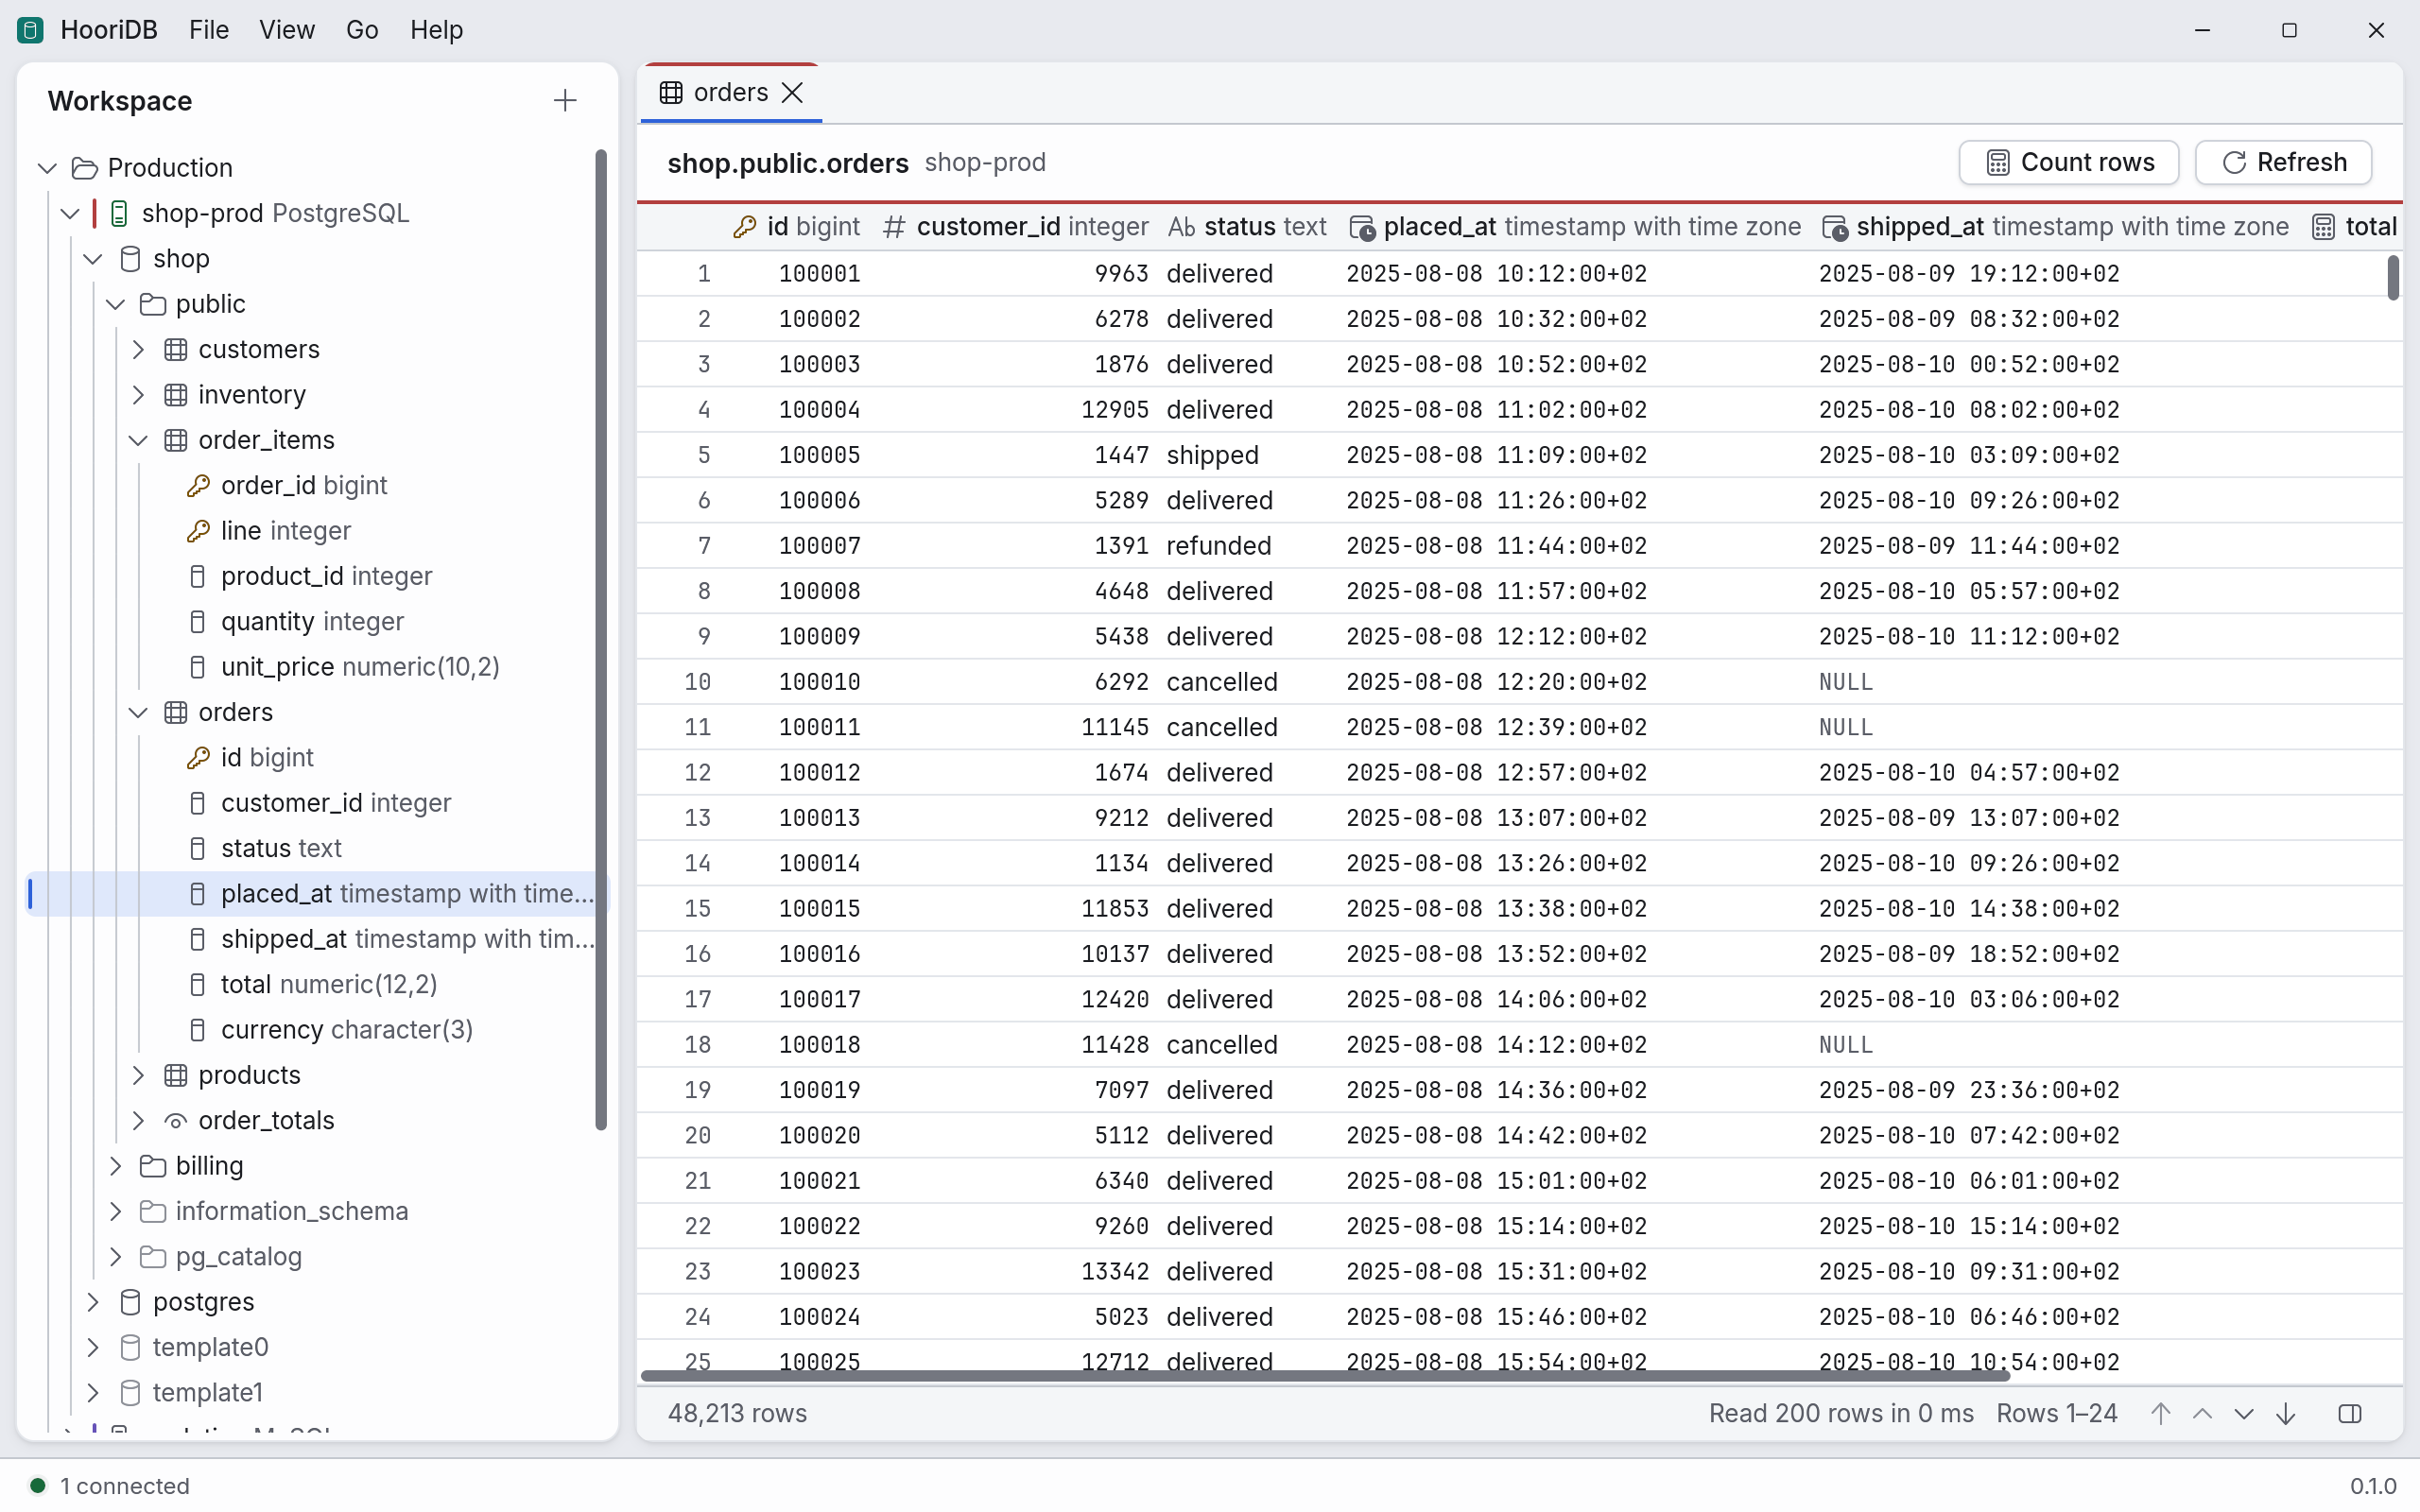 HooriDB File View Go Help
Workspace
Production
shop-prod PostgreSQL
shop
public
customers
inventory
order_items
order_id bigint
line integer
product_id integer
quantity integer
unit_price numeric(10,2)
orders
id bigint
customer_id integer
status text
placed_at timestamp with time...
shipped_at timestamp with tim...
total numeric(12,2)
currency character(3)
products
order_totals
billing
information_schema
pg_catalog
postgres
template0
template1
orders
shop.public.orders shop-prod Count rows Refresh
id bigint # customer_id integer Ab status text placed_at timestamp with time zone shipped_at timestamp with time zone total
1 100001 9963 delivered 2025-08-08 10:12:00+02 2025-08-09 19:12:00+02
2 100002 6278 delivered 2025-08-08 10:32:00+02 2025-08-09 08:32:00+02
3 100003 1876 delivered 2025-08-08 10:52:00+02 2025-08-10 00:52:00+02
4 100004 12905 delivered 2025-08-08 11:02:00+02 2025-08-10 08:02:00+02
5 100005 1447 shipped 2025-08-08 11:09:00+02 2025-08-10 03:09:00+02
6 100006 5289 delivered 2025-08-08 11:26:00+02 2025-08-10 09:26:00+02
7 100007 1391 refunded 2025-08-08 11:44:00+02 2025-08-09 11:44:00+02
8 100008 4648 delivered 2025-08-08 11:57:00+02 2025-08-10 05:57:00+02
9 100009 5438 delivered 2025-08-08 12:12:00+02 2025-08-10 11:12:00+02
10 100010 6292 cancelled 2025-08-08 12:20:00+02 NULL
11 100011 11145 cancelled 2025-08-08 12:39:00+02 NULL
12 100012 1674 delivered 2025-08-08 12:57:00+02 2025-08-10 04:57:00+02
13 100013 9212 delivered 2025-08-08 13:07:00+02 2025-08-09 13:07:00+02
14 100014 1134 delivered 2025-08-08 13:26:00+02 2025-08-10 09:26:00+02
15 100015 11853 delivered 2025-08-08 13:38:00+02 2025-08-10 14:38:00+02
16 100016 10137 delivered 2025-08-08 13:52:00+02 2025-08-09 18:52:00+02
17 100017 12420 delivered 2025-08-08 14:06:00+02 2025-08-10 03:06:00+02
18 100018 11428 cancelled 2025-08-08 14:12:00+02 NULL
19 100019 7097 delivered 2025-08-08 14:36:00+02 2025-08-09 23:36:00+02
20 100020 5112 delivered 2025-08-08 14:42:00+02 2025-08-10 07:42:00+02
21 100021 6340 delivered 2025-08-08 15:01:00+02 2025-08-10 06:01:00+02
22 100022 9260 delivered 2025-08-08 15:14:00+02 2025-08-10 15:14:00+02
23 100023 13342 delivered 2025-08-08 15:31:00+02 2025-08-10 09:31:00+02
24 100024 5023 delivered 2025-08-08 15:46:00+02 2025-08-10 06:46:00+02
25 100025 12712 delivered 2025-08-08 15:54:00+02 2025-08-10 10:54:00+02
48,213 rows Read 200 rows in 0 ms Rows 1–24
1 connected 0.1.0